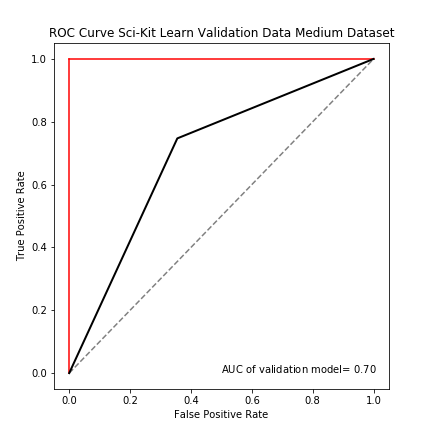 ROC Curve Sci-Kit Learn Validation Data Medium Dataset
1.0
0.8
0.6
0.4
0.2
0.0
True Positive Rate
AUC of validation model= 0.70
0.0 0.2 0.4 0.6 0.8 1.0
False Positive Rate